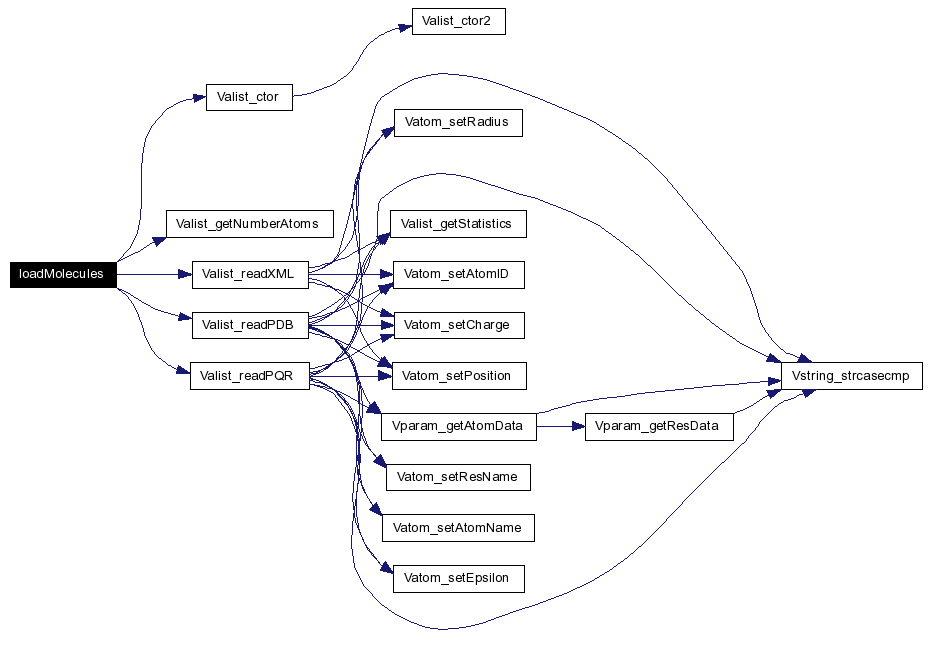 Valist_ctor2
Valist_ctor
Vatom_setRadius
Valist_getNumberAtoms
Valist_getStatistics
loadMolecules
Valist_readXML
Vatom_setAtomID
Valist_readPDB
Vatom_setCharge
Valist_readPQR
Vatom_setPosition
Vstring_strcasecmp
Vparam_getAtomData
Vparam_getResData
Vatom_setResName
Vatom_setAtomName
Vatom_setEpsilon